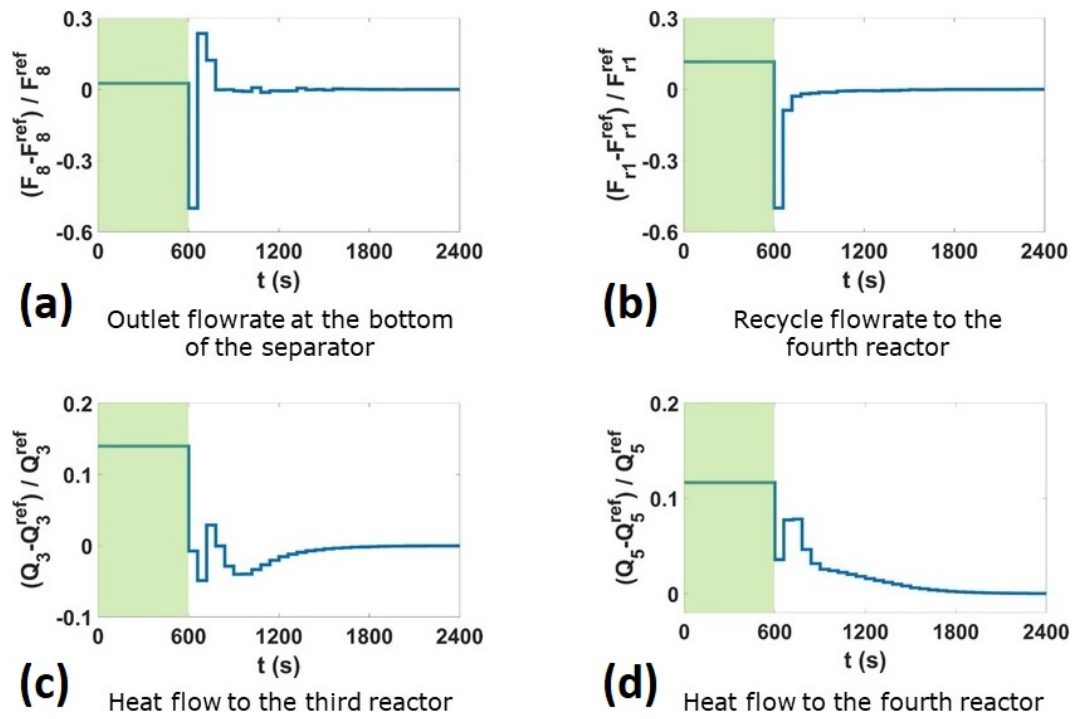 0.3
0
-0.3
-0.6
(F8-F8ref) / F8ref
0 600 1200 1800 2400
t (s)
(a)
Outlet flowrate at the bottom
of the separator
0.3
0
-0.3
-0.6
(Fr1-Fr1ref) / Fr1ref
0 600 1200 1800 2400
t (s)
(b)
Recycle flowrate to the
fourth reactor
0.2
0.1
0
-0.1
(Q3-Q3ref) / Q3ref
0 600 1200 1800 2400
t (s)
(c)
Heat flow to the third reactor
0.2
0.1
0
(Q5-Q5ref) / Q5ref
0 600 1200 1800 2400
t (s)
(d)
Heat flow to the fourth reactor